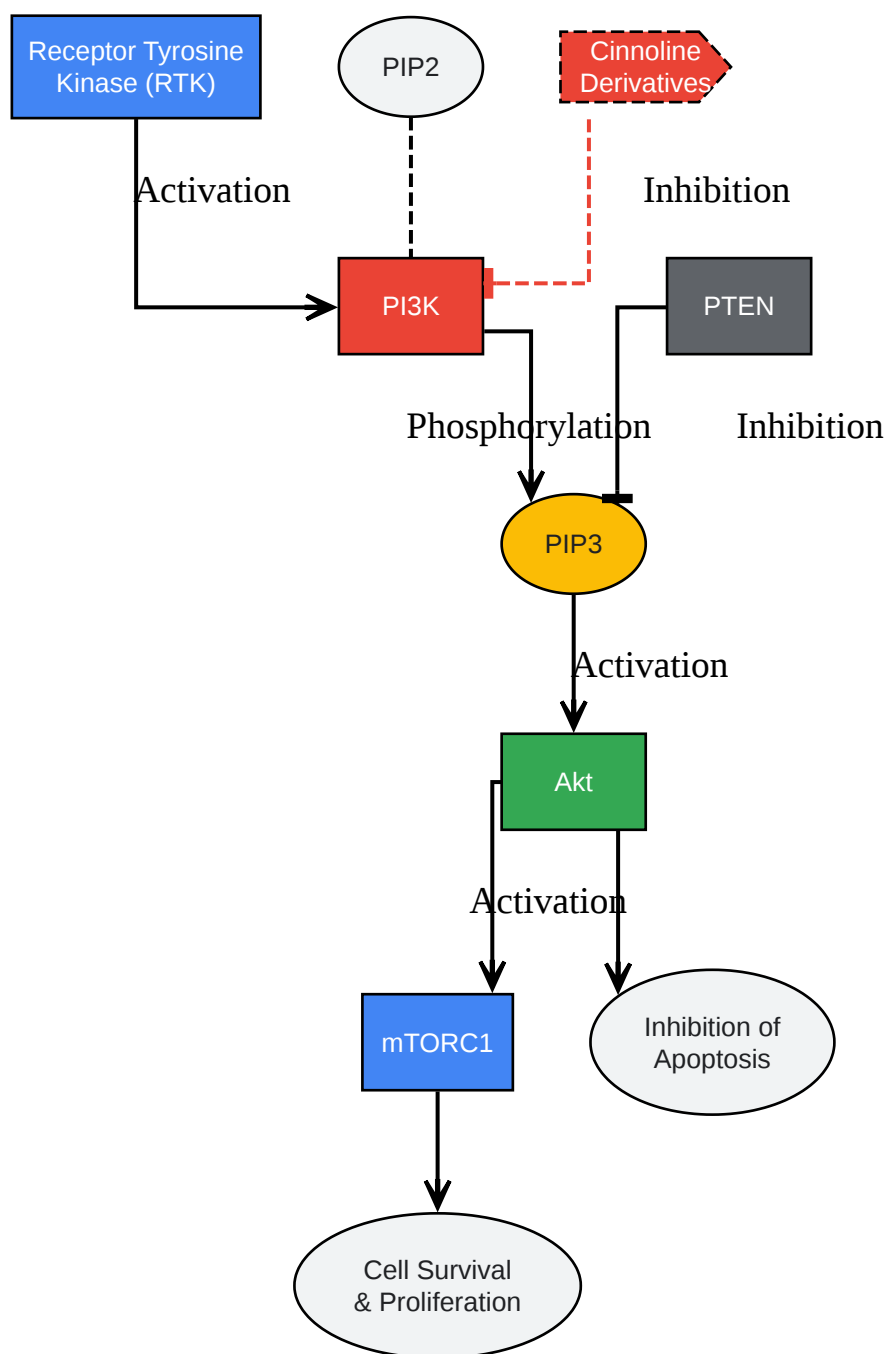 Receptor Tyrosine
Kinase (RTK)
PIP2
Cinnoline
Derivatives
Activation
Inhibition
PI3K
PTEN
Phosphorylation
Inhibition
PIP3
Activation
Akt
Activation
mTORC1
Inhibition of
Apoptosis
Cell Survival
& Proliferation